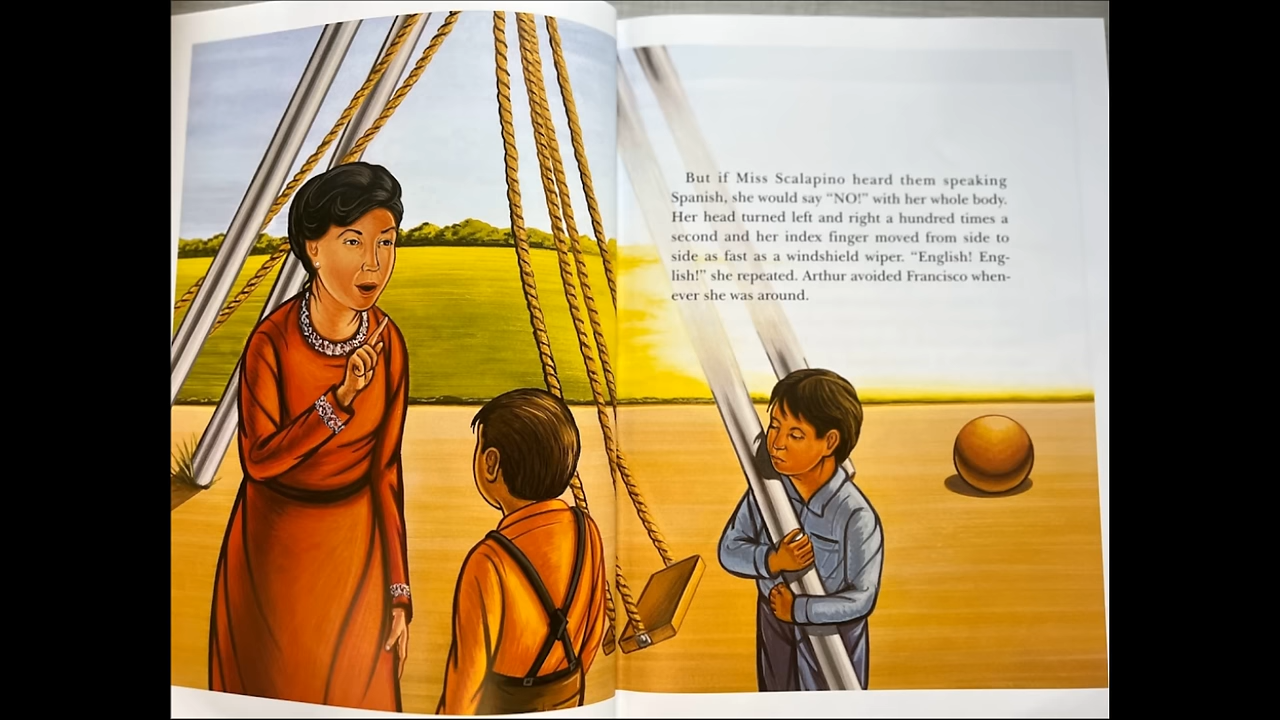 But if Miss Scalapino heard them speaking
Spanish, she would say “NO!” with her whole body.
Her head turned left and right a hundred times a
second and her index finger moved from side to
side as fast as a windshield wiper. “English! Eng-
lish!” she repeated. Arthur avoided Francisco when-
ever she was around.